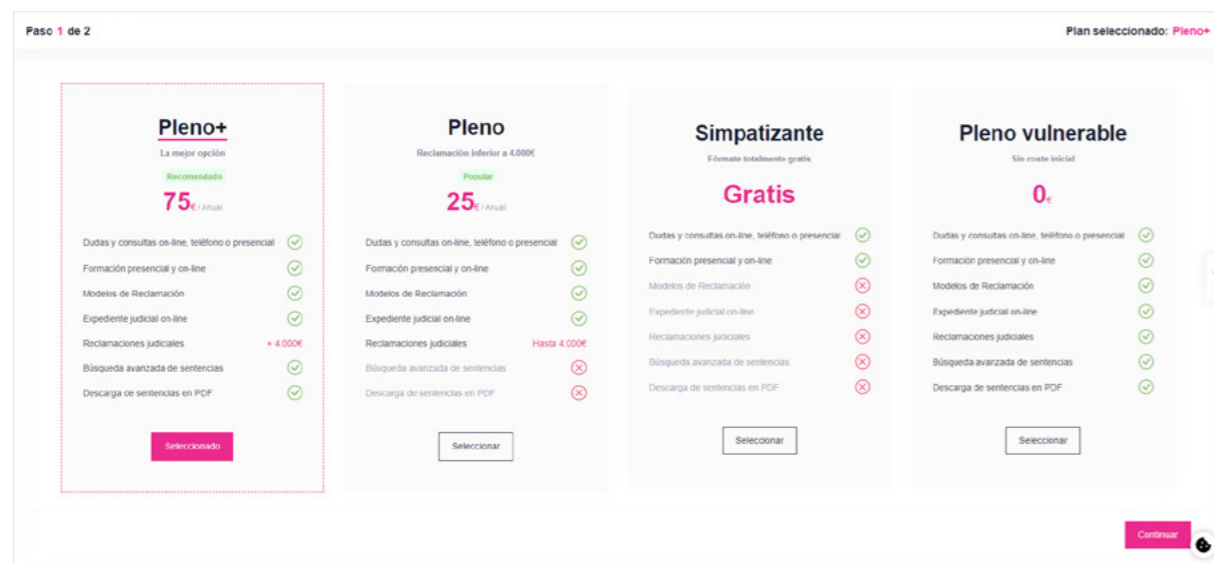 Paso 1 de 2
Plan seleccionado: Pleno+
Pleno+
La mejor opción
Recomendado
75€ / Anual
Dudas y consultas on-line, teléfono o presencial
Formación presencial y on-line
Modelos de Reclamación
Expediente judicial on-line
Reclamaciones judiciales + 4.000€
Búsqueda avanzada de sentencias
Descarga de sentencias en PDF
Seleccionado
Pleno
Reclamación inferior a 4.000€
Popular
25€ / Anual
Dudas y consultas on-line, teléfono o presencial
Formación presencial y on-line
Modelos de Reclamación
Expediente judicial on-line
Reclamaciones judiciales Hasta 4.000€
Búsqueda avanzada de sentencias
Descarga de sentencias en PDF
Seleccionar
Simpatizante
Fórmate totalmente gratis
Gratis
Dudas y consultas on-line, teléfono o presencial
Formación presencial y on-line
Modelos de Reclamación
Expediente judicial on-line
Reclamaciones judiciales
Búsqueda avanzada de sentencias
Descarga de sentencias en PDF
Seleccionar
Pleno vulnerable
Sin coste inicial
0€
Dudas y consultas on-line, teléfono o presencial
Formación presencial y on-line
Modelos de Reclamación
Expediente judicial on-line
Reclamaciones judiciales
Búsqueda avanzada de sentencias
Descarga de sentencias en PDF
Seleccionar
Continuar